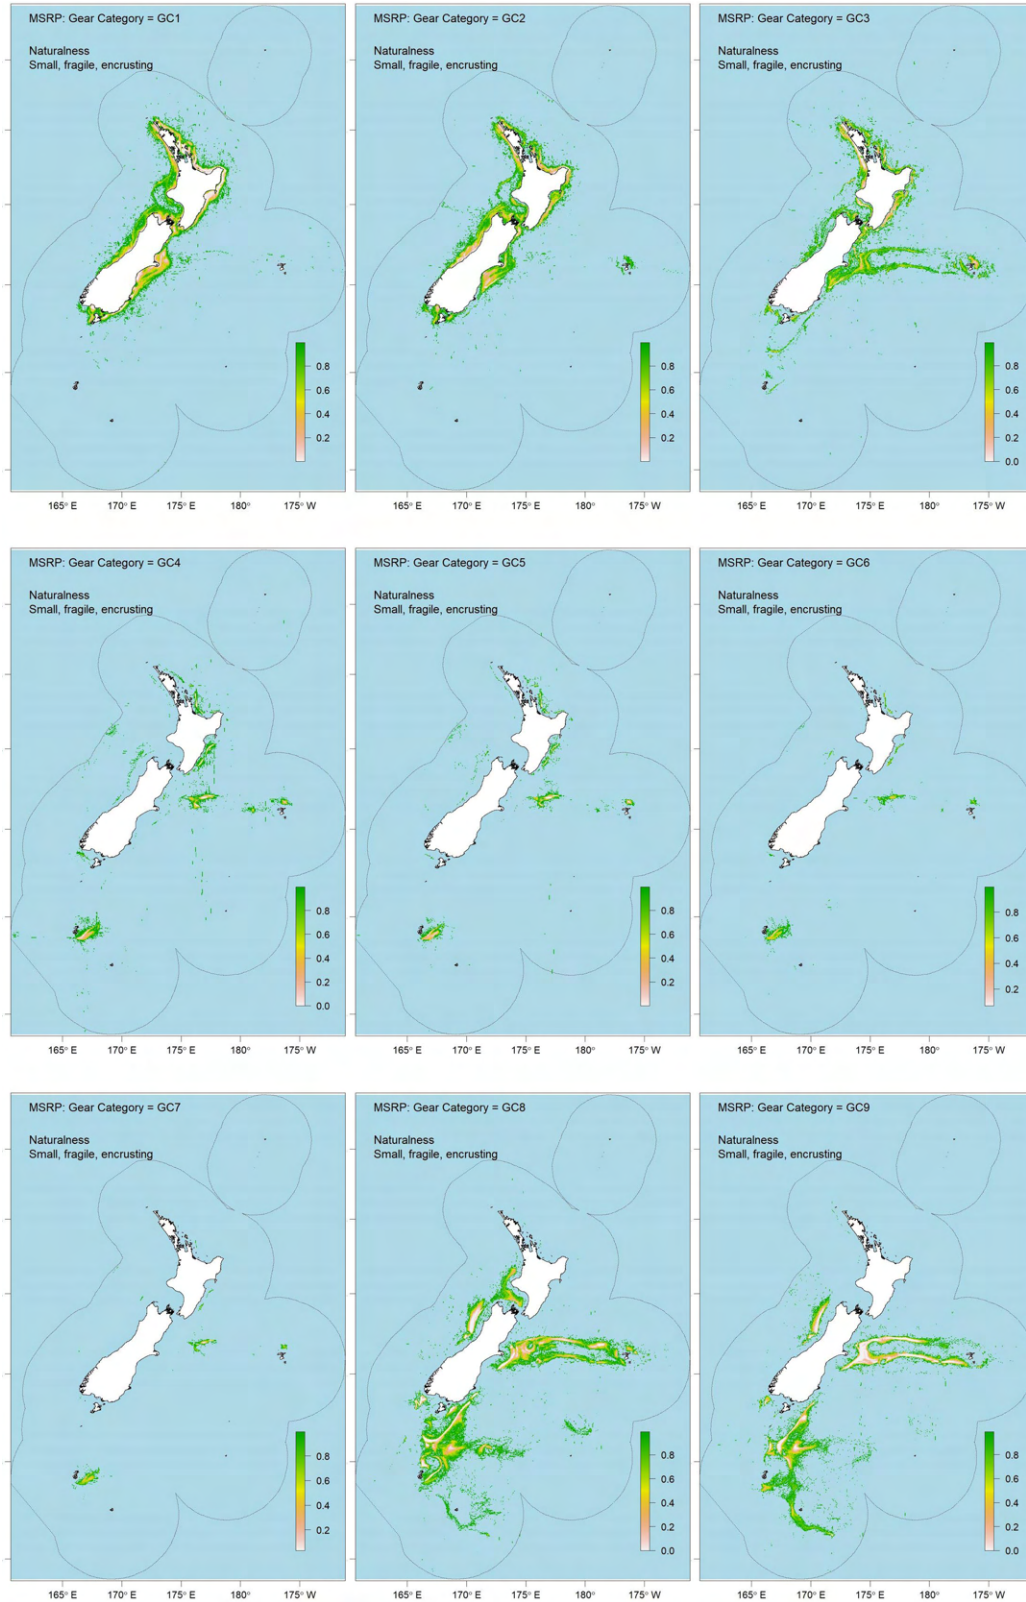 MSRP: Gear Category = GC1
Naturalness
Small, fragile, encrusting
0.8
0.6
0.4
0.2
165° E 170° E 175° E 180° 175° W
MSRP: Gear Category = GC2
Naturalness
Small, fragile, encrusting
0.8
0.6
0.4
0.2
165° E 170° E 175° E 180° 175° W
MSRP: Gear Category = GC3
Naturalness
Small, fragile, encrusting
0.8
0.6
0.4
0.2
0.0
165° E 170° E 175° E 180° 175° W
MSRP: Gear Category = GC4
Naturalness
Small, fragile, encrusting
0.8
0.6
0.4
0.2
0.0
165° E 170° E 175° E 180° 175° W
MSRP: Gear Category = GC5
Naturalness
Small, fragile, encrusting
0.8
0.6
0.4
0.2
165° E 170° E 175° E 180° 175° W
MSRP: Gear Category = GC6
Naturalness
Small, fragile, encrusting
0.8
0.6
0.4
0.2
165° E 170° E 175° E 180° 175° W
MSRP: Gear Category = GC7
Naturalness
Small, fragile, encrusting
0.8
0.6
0.4
0.2
165° E 170° E 175° E 180° 175° W
MSRP: Gear Category = GC8
Naturalness
Small, fragile, encrusting
0.8
0.6
0.4
0.2
0.0
165° E 170° E 175° E 180° 175° W
MSRP: Gear Category = GC9
Naturalness
Small, fragile, encrusting
0.8
0.6
0.4
0.2
0.0
165° E 170° E 175° E 180° 175° W